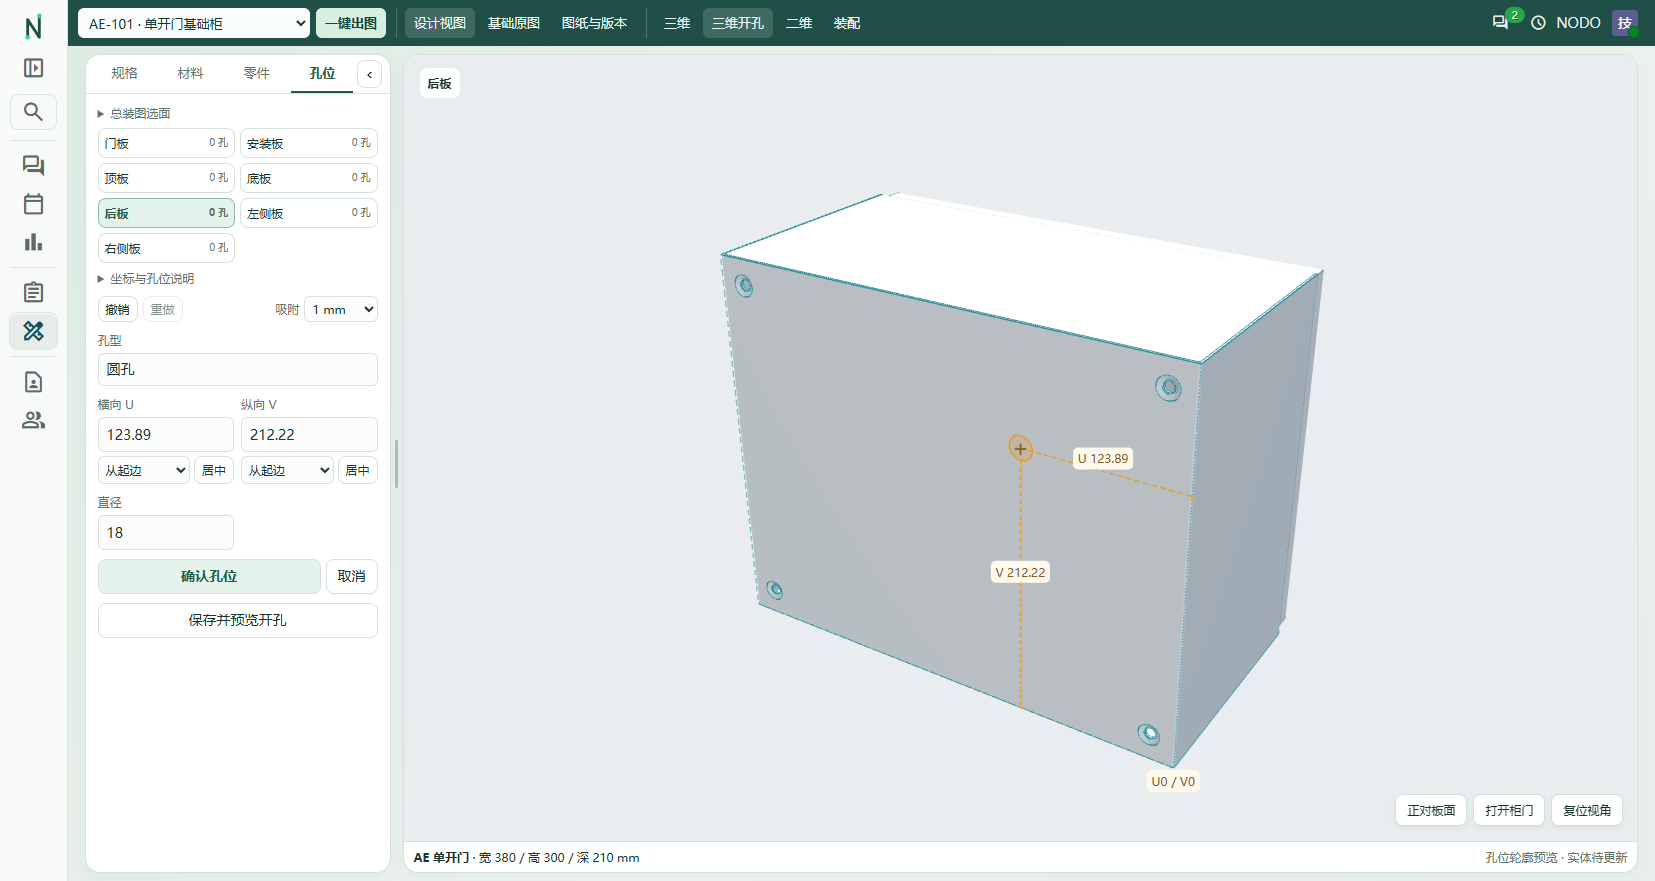 AE-101 · 单开门基础柜
一键出图
设计视图
基础原图
图纸与版本
三维
三维开孔
二维
装配
2
NODO
技
规格
材料
零件
孔位
总装图选面
门板 0 孔
安装板 0 孔
顶板 0 孔
底板 0 孔
后板 0 孔
左侧板 0 孔
右侧板 0 孔
坐标与孔位说明
撤销
重做
吸附
1 mm
孔型
圆孔
横向 U
纵向 V
123.89
212.22
从起边
居中
从起边
居中
直径
18
确认孔位
取消
保存并预览开孔
后板
U 123.89
V 212.22
U0 / V0
正对板面
打开柜门
复位视角
AE 单开门 · 宽 380 / 高 300 / 深 210 mm
孔位轮廓预览 · 实体待更新